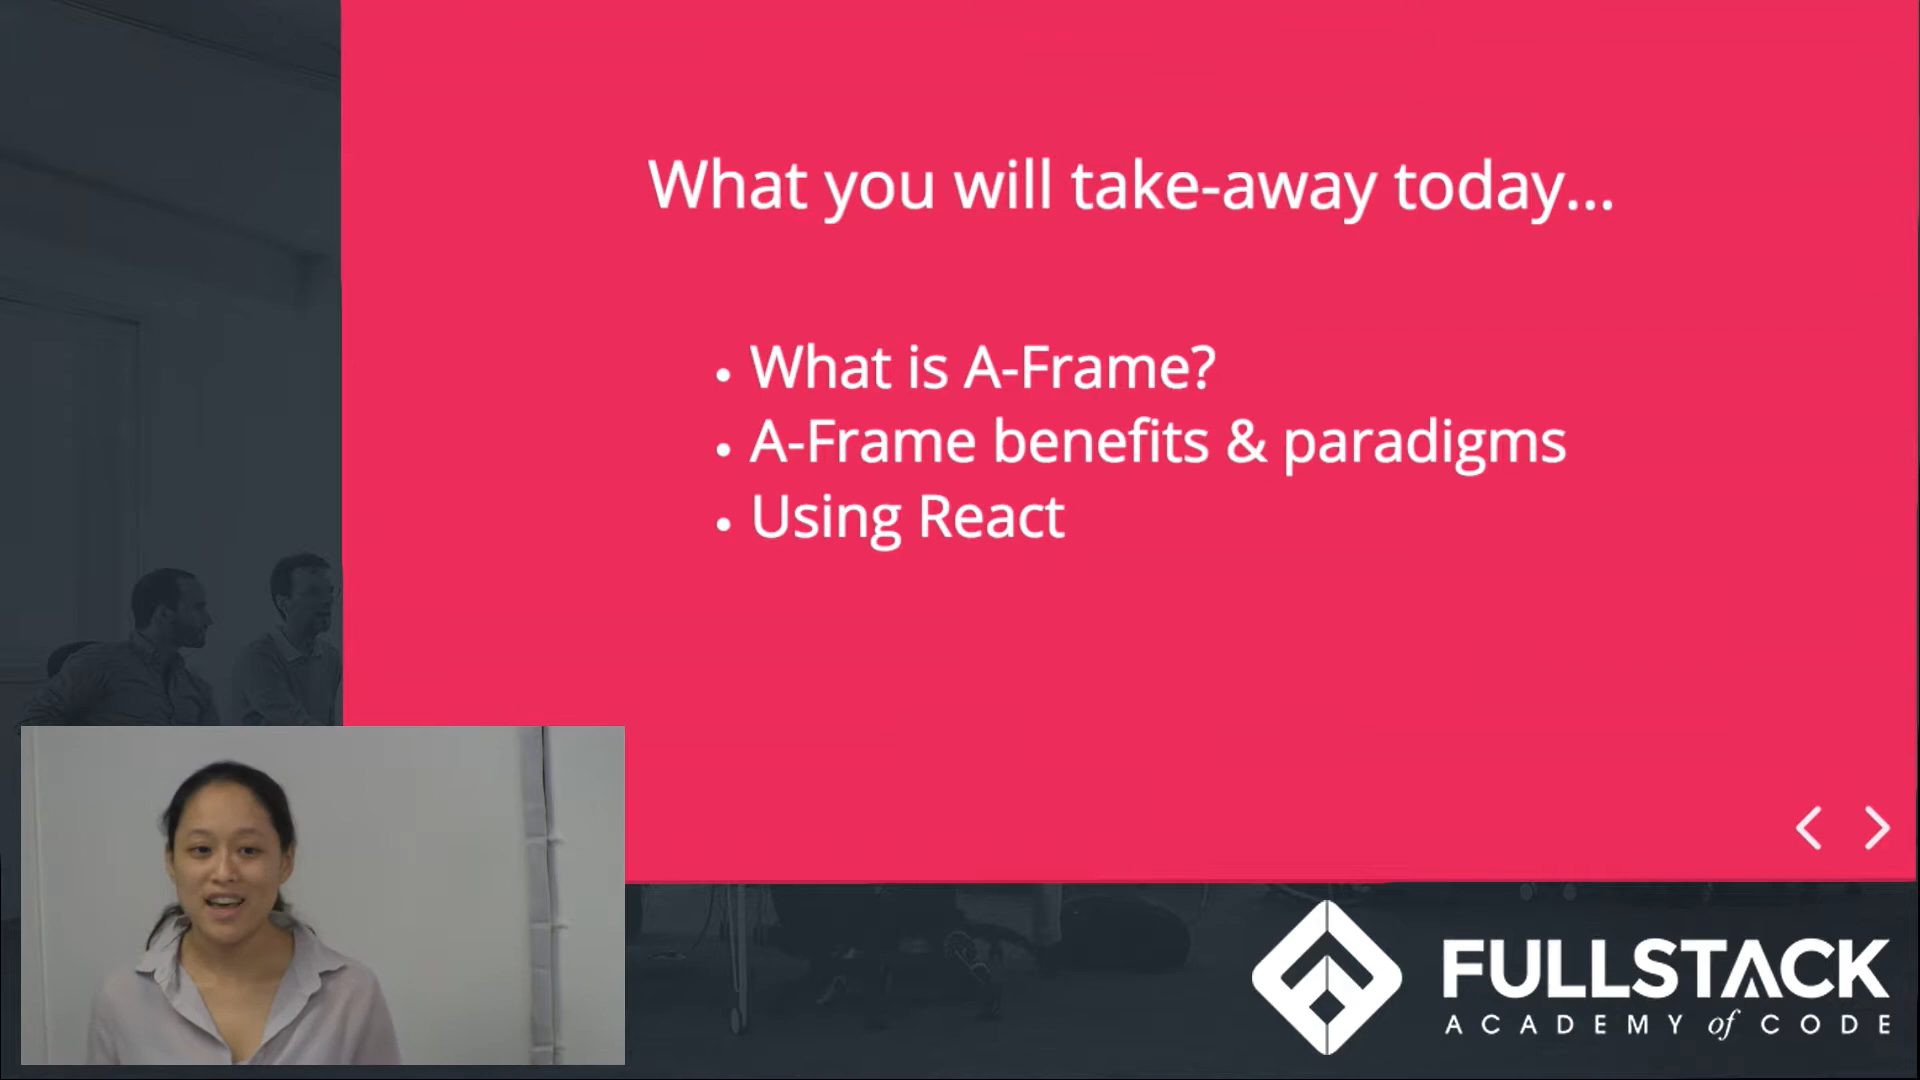 What you will take-away today...
• What is A-Frame?
• A-Frame benefits & paradigms
• Using React
FULLSTACK
ACADEMY of CODE